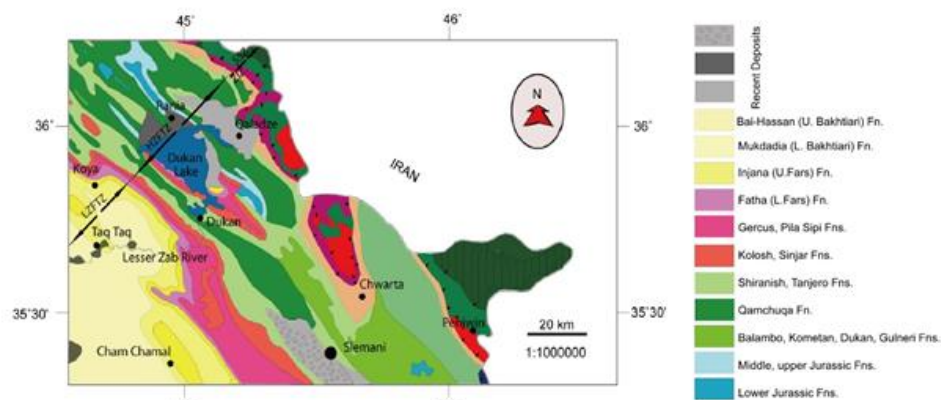 45
46
36
36
35'30
35'30
N
IRAN
Rania
Qaladze
HZFTZ
Dukan
Lake
Koya
LZFTZ
Dukan
Taq Taq
Lesser Zab River
Chwarta
Penjwin
Cham Chamal
Slemani
20 km
1:1000000
Recent Deposits
Bai-Hassan (U. Bakhtiari) Fn.
Mukdadia (L. Bakhtiari) Fn.
Injana (U.Fars) Fn.
Fatha (L.Fars) Fn.
Gercus, Pila Sipi Fns.
Kolosh, Sinjar Fns.
Shiranish, Tanjero Fns.
Qamchuqa Fn.
Balambo, Kometan, Dukan, Gulneri Fns.
Middle, upper Jurassic Fns.
Lower Jurassic Fns.